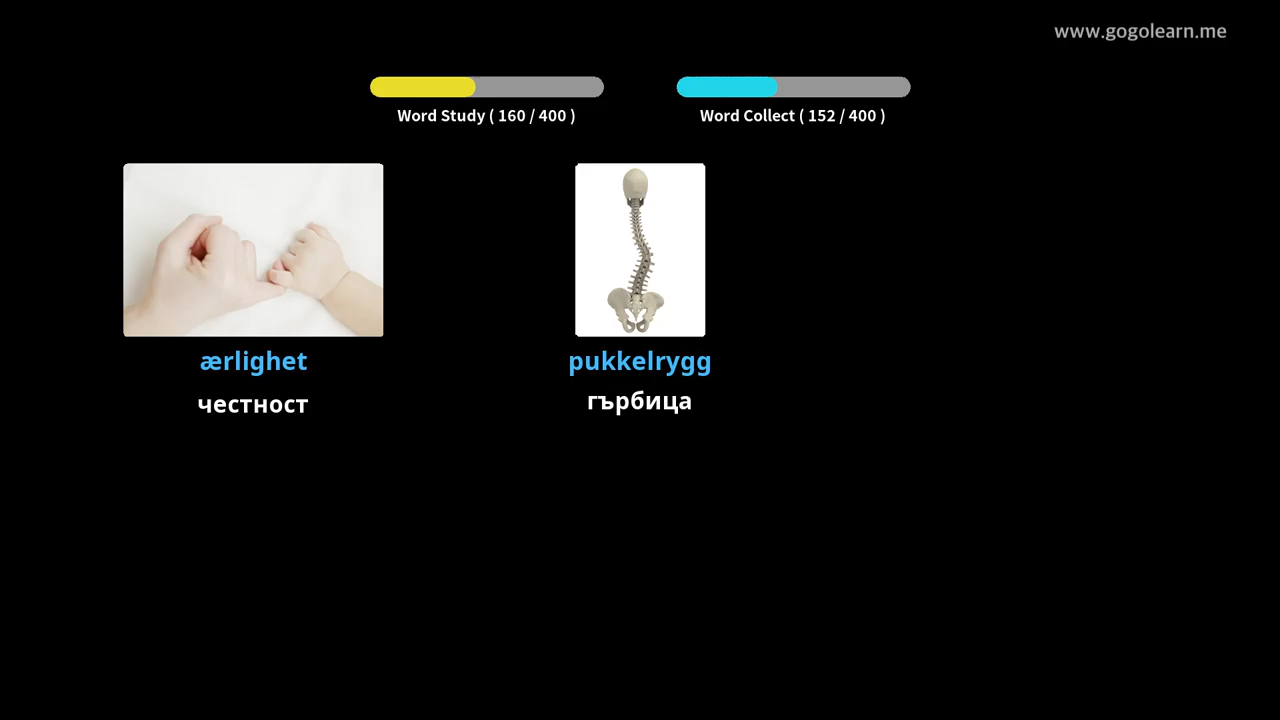 www.gogolearn.me
Word Study ( 160 / 400 )
Word Collect ( 152 / 400 )
ærlighet
честност
pukkelrygg
гърбица